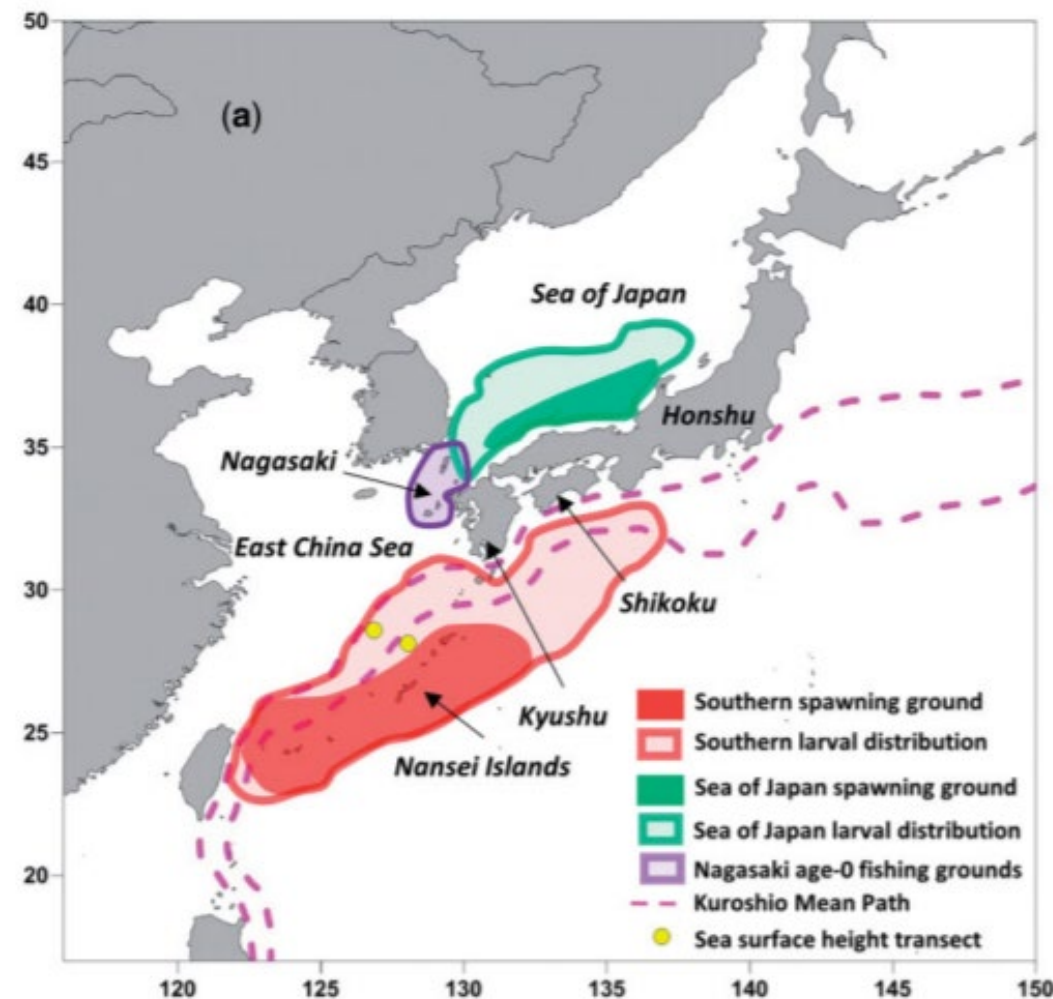 50
(a)
45
Sea of Japan
40
Honshu
35
Nagasaki
East China Sea
30
Shikoku
Kyushu
25
Nansei Islands
20
Southern spawning ground
Southern larval distribution
Sea of Japan spawning ground
Sea of Japan larval distribution
Nagasaki age-0 fishing grounds
Kuroshio Mean Path
Sea surface height transect
120 125 130 135 140 145 150